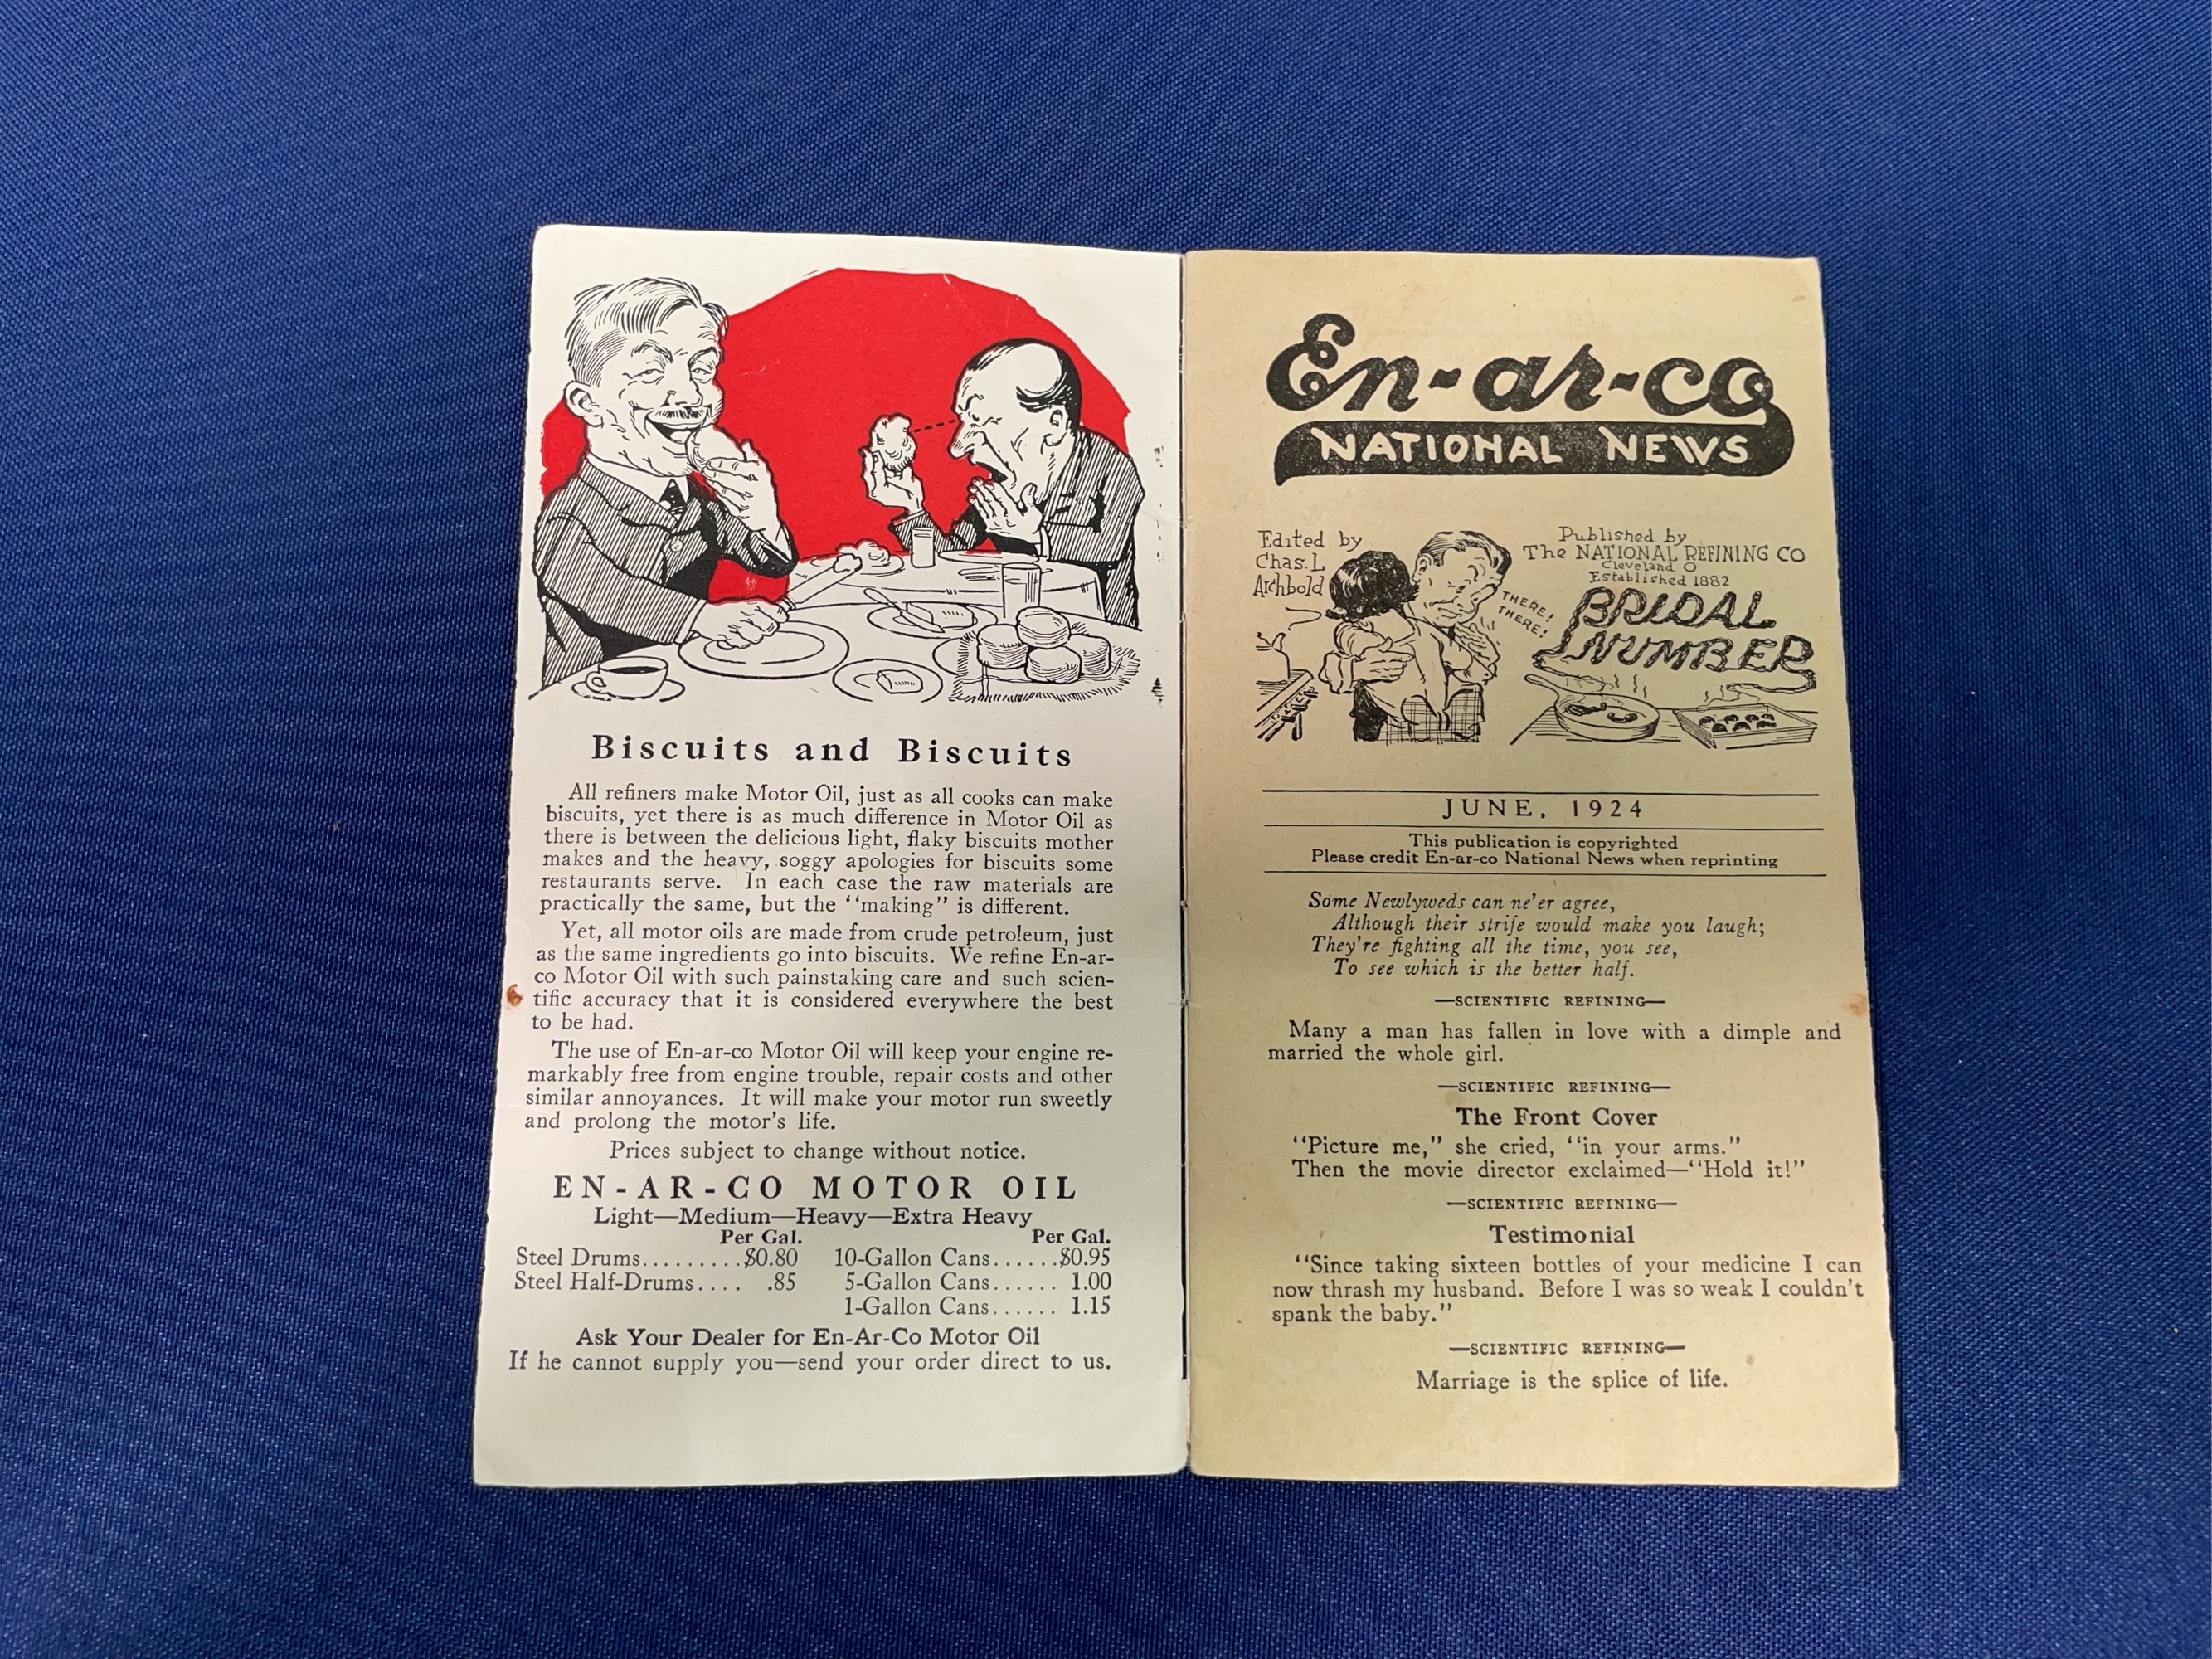 Biscuits and Biscuits
All refiners make Motor Oil, just as all cooks can make
biscuits, yet there is as much difference in Motor Oil as
there is between the delicious light, flaky biscuits mother
makes and the heavy, soggy apologies for biscuits some
restaurants serve. In each case the raw materials are
practically the same, but the "making" is different.
Yet, all motor oils are made from crude petroleum, just
as the same ingredients go into biscuits. We refine En-ar-
co Motor Oil with such painstaking care and such scien-
tific accuracy that it is considered everywhere the best
to be had.
The use of En-ar-co Motor Oil will keep your engine re-
markably free from engine trouble, repair costs and other
similar annoyances. It will make your motor run sweetly
and prolong the motor's life.
Prices subject to change without notice.
EN-AR-CO MOTOR OIL
Light—Medium—Heavy—Extra Heavy
Per Gal. Per Gal.
Steel Drums.........$0.80 10-Gallon Cans......$0.95
Steel Half-Drums.... .85 5-Gallon Cans...... 1.00
1-Gallon Cans...... 1.15
Ask Your Dealer for En-Ar-Co Motor Oil
If he cannot supply you—send your order direct to us.
En-ar-co
NATIONAL NEWS
Edited by
Chas. L
Archbold
Published by
The NATIONAL REFINING CO
Cleveland O
Established 1882
THERE!
THERE!
BRIDAL
NUMBER
JUNE, 1924
This publication is copyrighted
Please credit En-ar-co National News when reprinting
Some Newlyweds can ne'er agree,
Although their strife would make you laugh;
They're fighting all the time, you see,
To see which is the better half.
—SCIENTIFIC REFINING—
Many a man has fallen in love with a dimple and
married the whole girl.
—SCIENTIFIC REFINING—
The Front Cover
"Picture me," she cried, "in your arms."
Then the movie director exclaimed—"Hold it!"
—SCIENTIFIC REFINING—
Testimonial
"Since taking sixteen bottles of your medicine I can
now thrash my husband. Before I was so weak I couldn't
spank the baby."
—SCIENTIFIC REFINING—
Marriage is the splice of life.